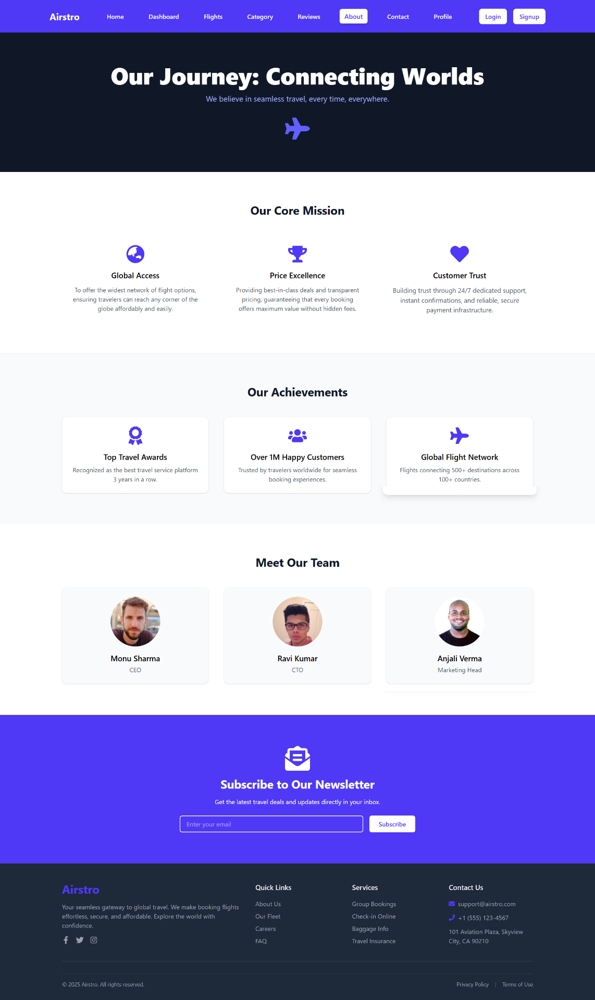 Airstro
Home
Dashboard
Flights
Category
Reviews
About
Contact
Profile
Login
Signup
Our Journey: Connecting Worlds
We believe in seamless travel, every time, everywhere.
Our Core Mission
Global Access
To offer the widest network of flight options,
ensuring travelers can reach any corner of the
globe affordably and easily.
Price Excellence
Providing best-in-class deals and transparent
pricing, guaranteeing that every booking
offers maximum value without hidden fees.
Customer Trust
Building trust through 24/7 dedicated support,
instant confirmations, and reliable, secure
payment infrastructure.
Our Achievements
Top Travel Awards
Recognized as the best travel service platform
3 years in a row.
Over 1M Happy Customers
Trusted by travelers worldwide for seamless
booking experiences.
Global Flight Network
Flights connecting 500+ destinations across
100+ countries.
Meet Our Team
Monu Sharma
CEO
Ravi Kumar
CTO
Anjali Verma
Marketing Head
Subscribe to Our Newsletter
Get the latest travel deals and updates directly in your inbox.
Enter your email
Subscribe
Airstro
Your seamless gateway to global travel. We make booking flights
effortless, secure, and affordable. Explore the world with
confidence.
Quick Links
About Us
Our Fleet
Careers
FAQ
Services
Group Bookings
Check-in Online
Baggage Info
Travel Insurance
Contact Us
support@airstro.com
+1 (555) 123-4567
101 Aviation Plaza, Skyview
City, CA 90210
© 2025 Airstro. All rights reserved.
Privacy Policy | Terms of Use